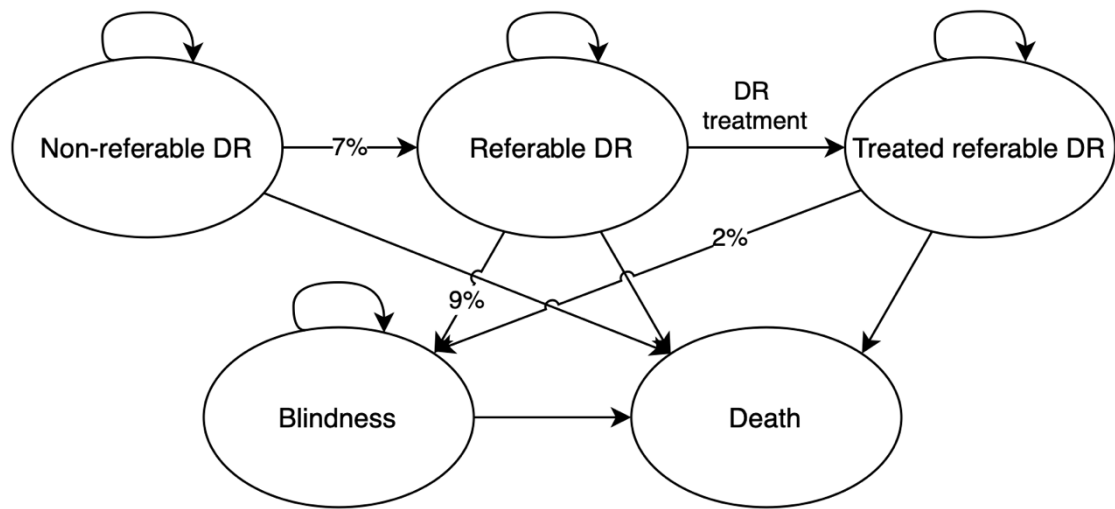 DR
treatment
Non-referable DR
7%
Referable DR
Treated referable DR
2%
9%
Blindness
Death